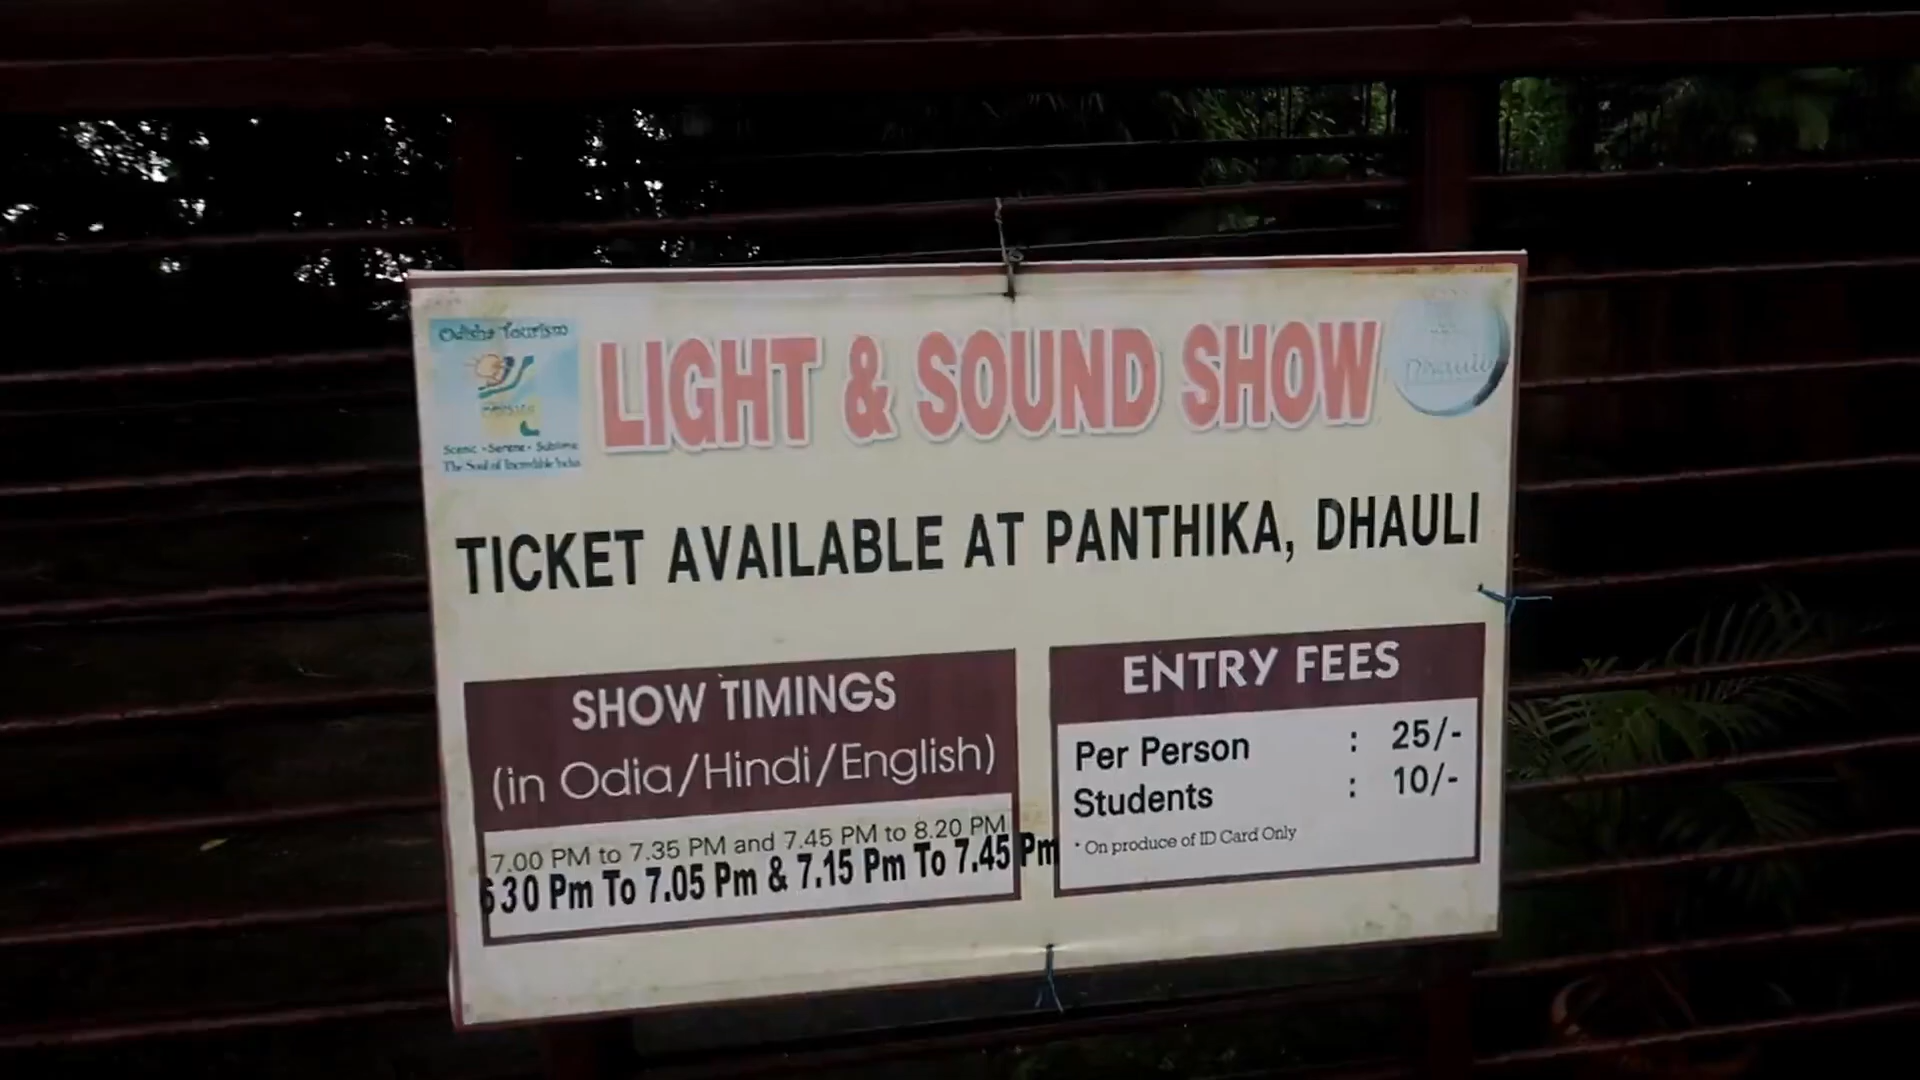 Odisha Tourism
Scenic • Serene • Sublime
The Soul of Incredible India
LIGHT & SOUND SHOW
Dhauli
TICKET AVAILABLE AT PANTHIKA, DHAULI
SHOW TIMINGS
(in Odia/Hindi/English)
7.00 PM to 7.35 PM and 7.45 PM to 8.20 PM
630 Pm To 7.05 Pm & 7.15 Pm To 7.45 Pm
ENTRY FEES
Per Person : 25/-
Students : 10/-
* On produce of ID Card Only